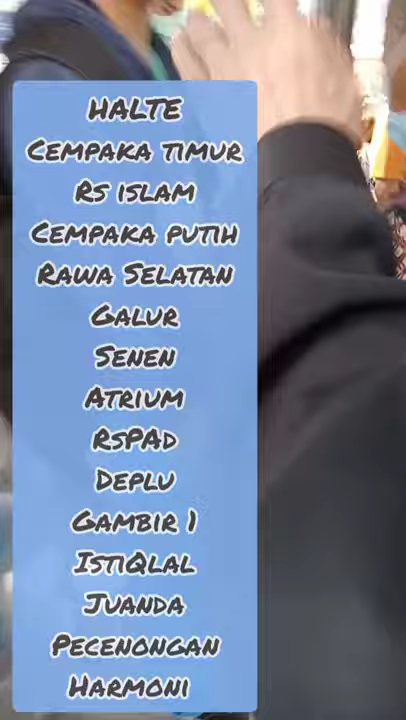 HALTE
CEMPAKA TIMUR
RS ISLAM
CEMPAKA PUTIH
RAWA SELATAN
GALUR
SENEN
ATRIUM
RSPAD
DEPLU
GAMBIR 1
ISTIQLAL
JUANDA
PECENONGAN
HARMONI